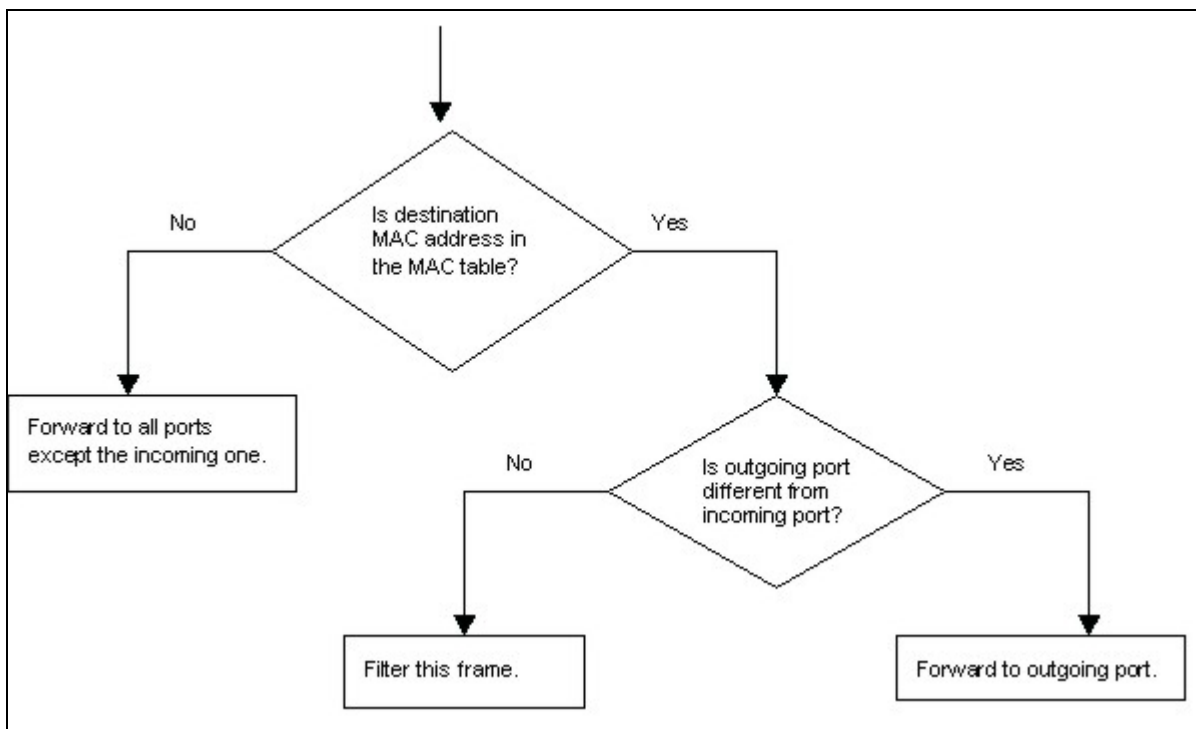 Is destination
MAC address in
the MAC table?
No
Yes
Forward to all ports
except the incoming one.
Is outgoing port
different from
incoming port?
No
Yes
Filter this frame.
Forward to outgoing port.